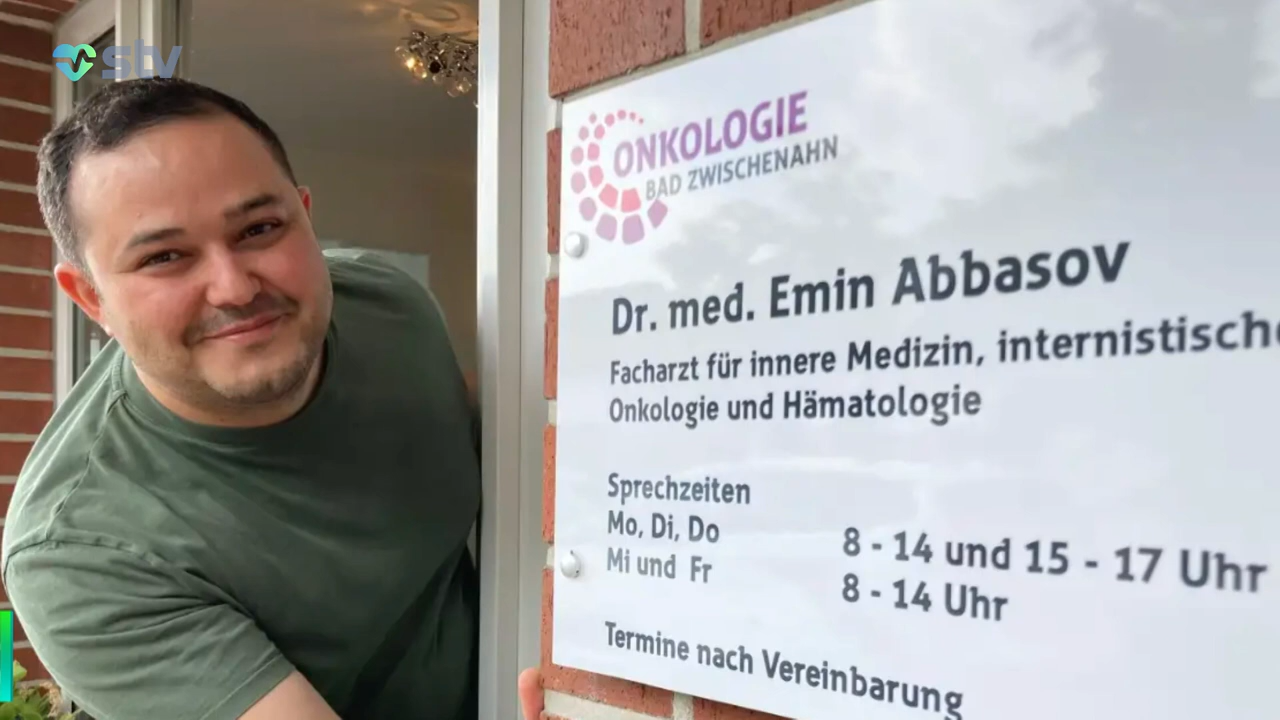 stv
ONKOLOGIE
BAD ZWISCHENAHN
Dr. med. Emin Abbasov
Facharzt für innere Medizin, internistische
Onkologie und Hämatologie
Sprechzeiten
Mo, Di, Do 8 - 14 und 15 - 17 Uhr
Mi und Fr 8 - 14 Uhr
Termine nach Vereinbarung